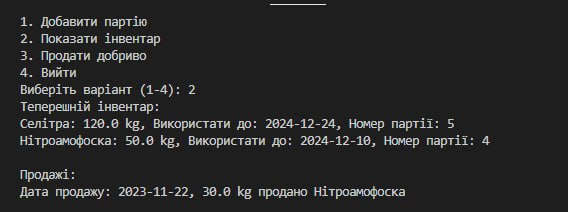 1. Добавити партію
2. Показати інвентар
3. Продати добриво
4. Вийти
Виберіть варіант (1-4): 2
Теперешній інвентар:
Селітра: 120.0 kg, Використати до: 2024-12-24, Номер партії: 5
Нітроамофоска: 50.0 kg, Використати до: 2024-12-10, Номер партії: 4
Продажі:
Дата продажу: 2023-11-22, 30.0 kg продано Нітроамофоска